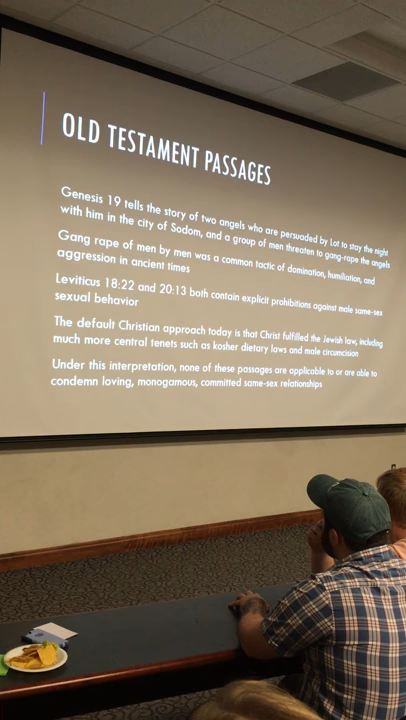 OLD TESTAMENT PASSAGES
Genesis 19 tells the story of two angels who are persuaded by Lot to stay the night
with him in the city of Sodom, and a group of men threaten to gang-rape the angels
Gang rape of men by men was a common tactic of domination, humiliation, and
aggression in ancient times
Leviticus 18:22 and 20:13 both contain explicit prohibitions against male same-sex
sexual behavior
The default Christian approach today is that Christ fulfilled the Jewish law, including
much more central tenets such as kosher dietary laws and male circumcision
Under this interpretation, none of these passages are applicable to or are able to
condemn loving, monogamous, committed same-sex relationships